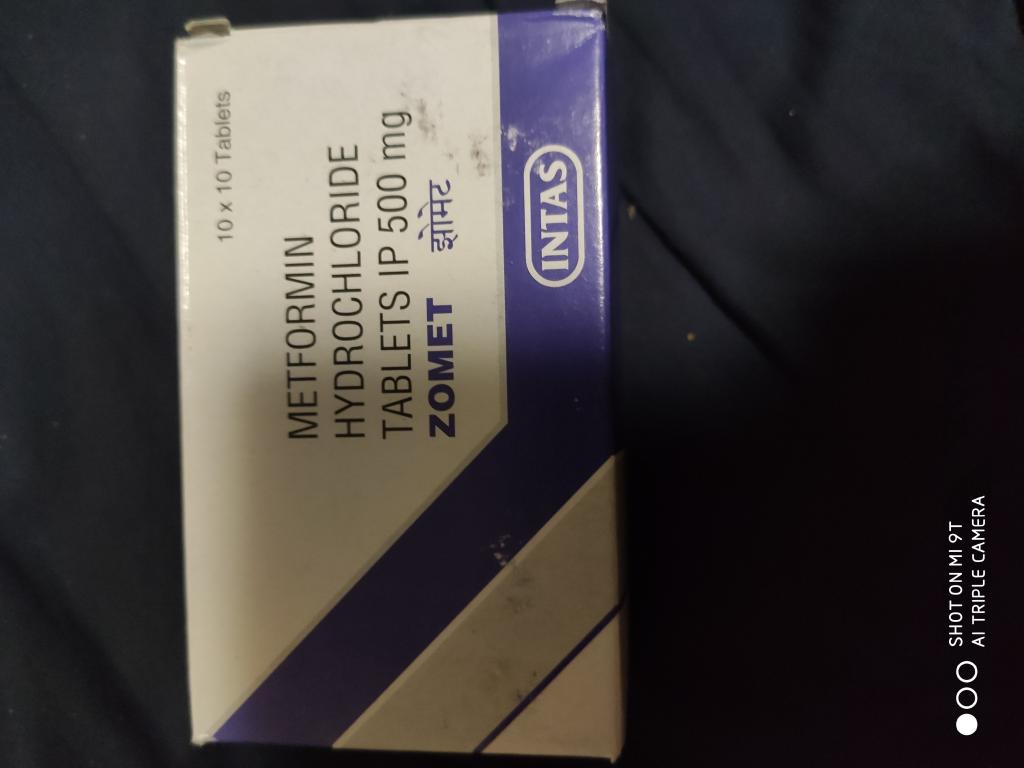 10 x 10 Tablets
METFORMIN
HYDROCHLORIDE
TABLETS IP 500 mg
ZOMET झोमेट
INTAS
SHOT ON MI 9T
AI TRIPLE CAMERA